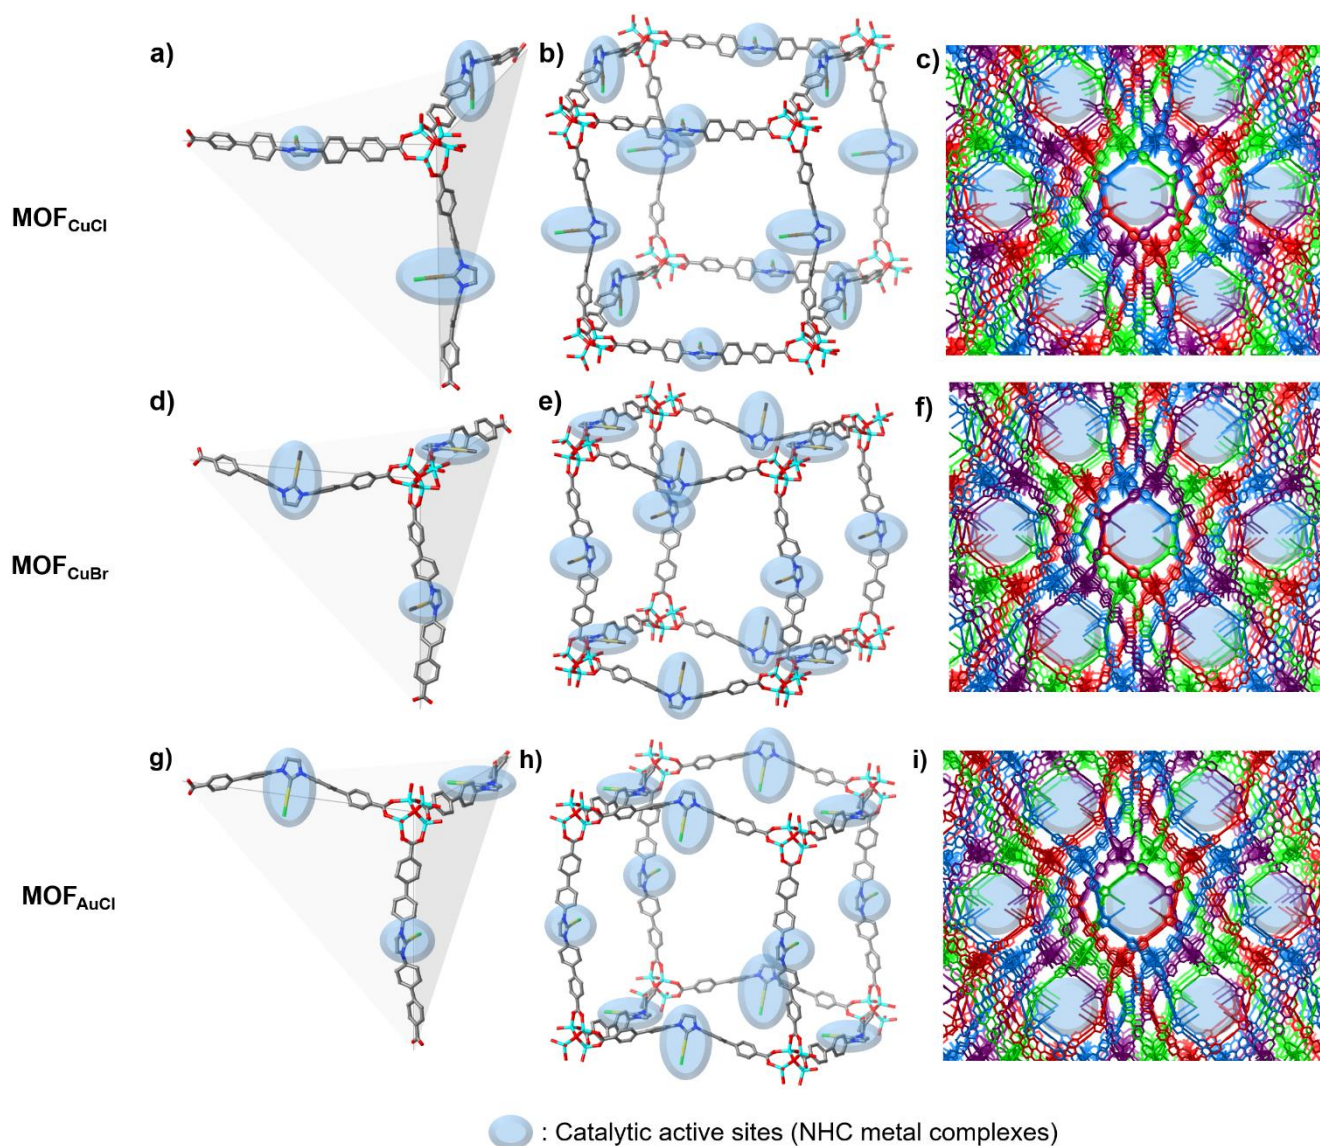 a)
b)
c)
MOFCuCl
d)
e)
f)
MOFCuBr
g)
h)
i)
MOFAuCl
: Catalytic active sites (NHC metal complexes)